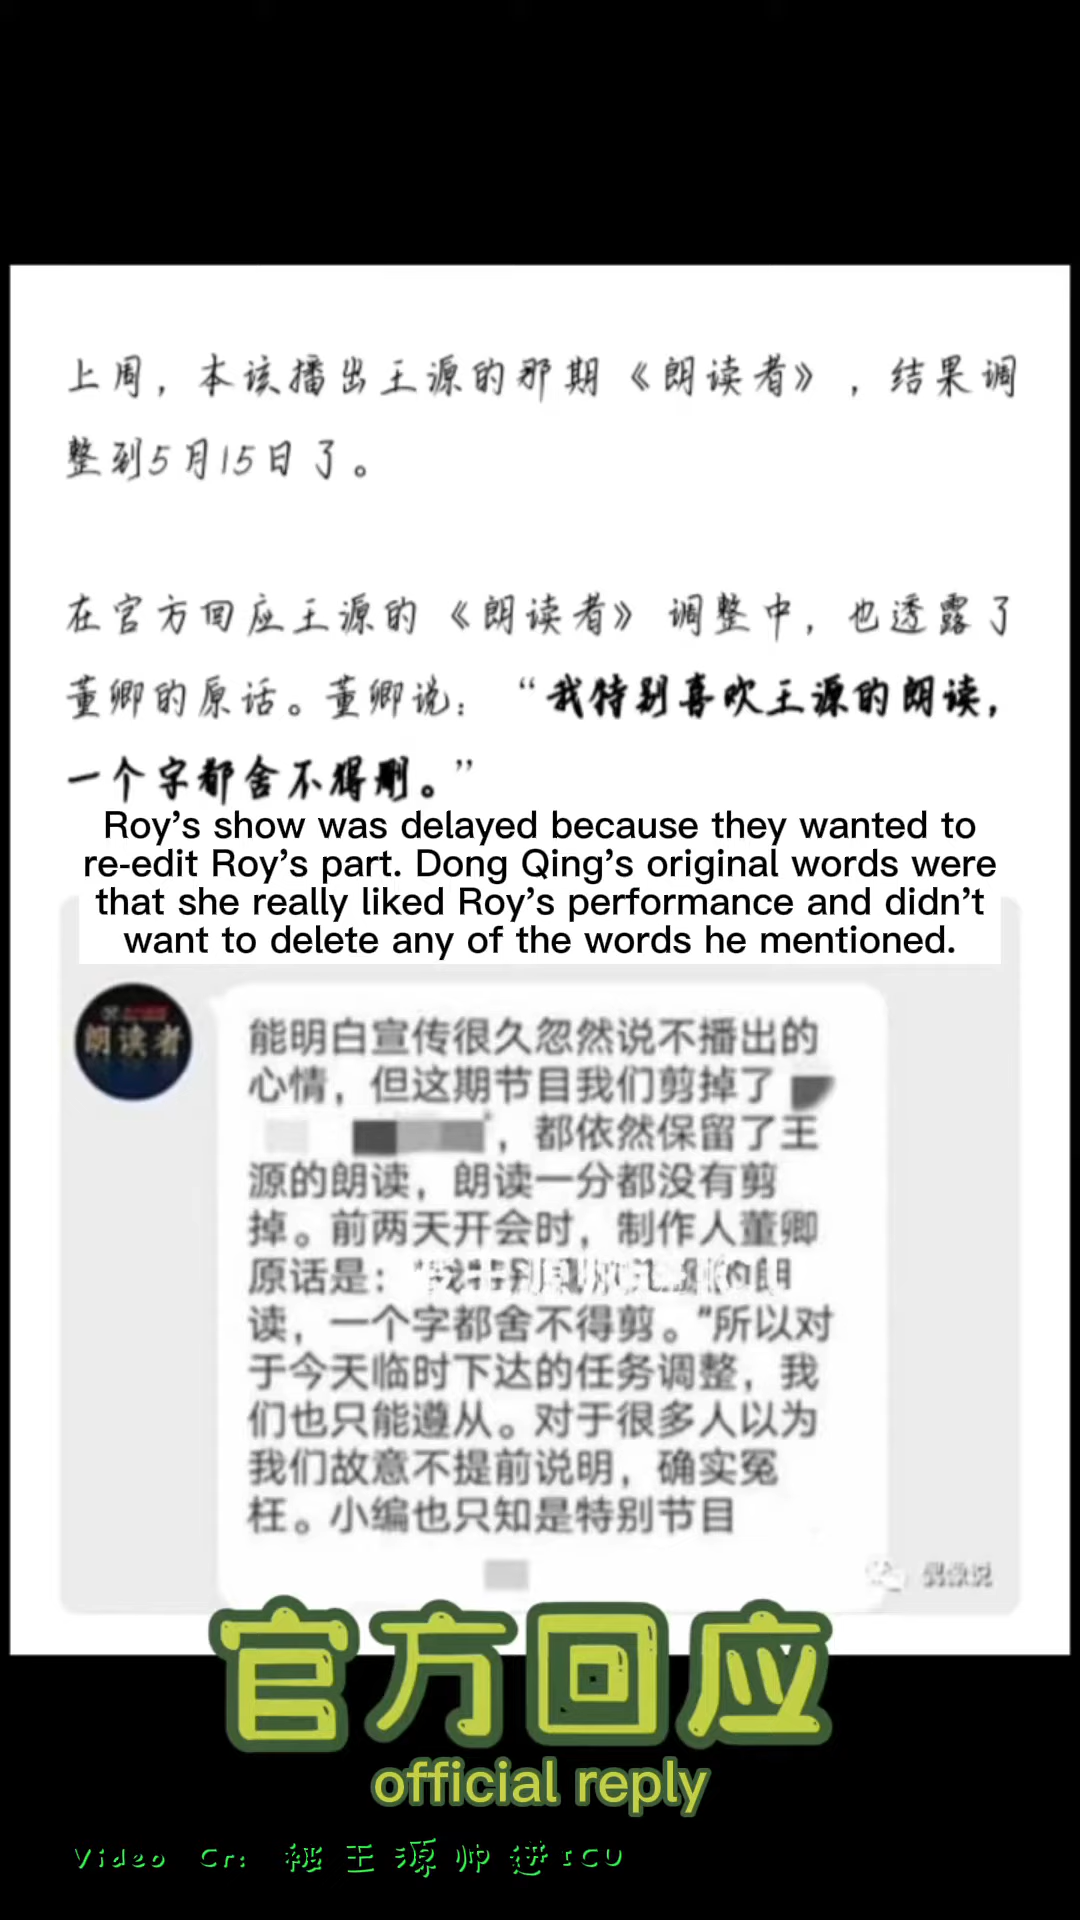 上周，本该播出王源的那期《朗读者》，结果调
整到5月15日了。
在官方回应王源的《朗读者》调整中，也透露了
董卿的原话。董卿说：“我特别喜欢王源的朗读，
一个字都舍不得删。”
Roy’s show was delayed because they wanted to
re-edit Roy’s part. Dong Qing’s original words were
that she really liked Roy’s performance and didn’t
want to delete any of the words he mentioned.
朗读者
能明白宣传很久忽然说不播出的
心情，但这期节目我们剪掉了
，都依然保留了王
源的朗读，朗读一分都没有剪
掉。前两天开会时，制作人董卿
原话是：
读，一个字都舍不得剪。”所以对
于今天临时下达的任务调整，我
们也只能遵从。对于很多人以为
我们故意不提前说明，确实冤
枉。小编也只知是特别节目
偶像说
官方回应
official reply
Video Cr: 被王源帅进ICU